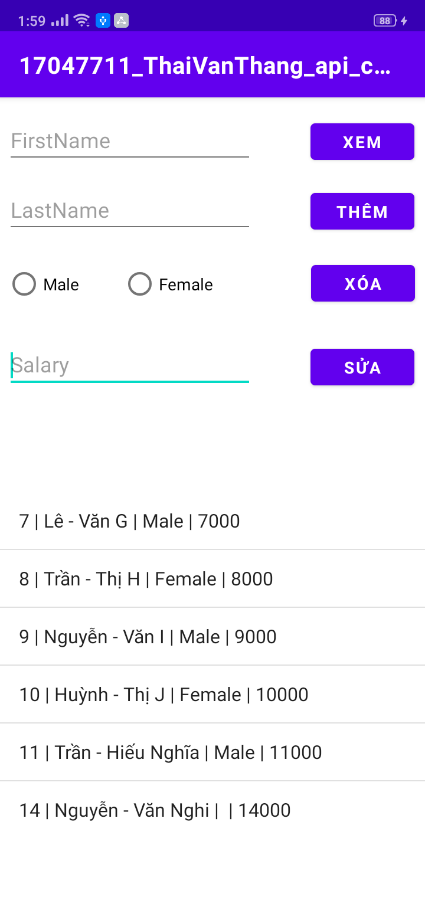 1:59
88
17047711_ThaiVanThang_api_c...
FirstName
XEM
LastName
THÊM
Male
Female
XÓA
Salary
SỬA
7 | Lê - Văn G | Male | 7000
8 | Trần - Thị H | Female | 8000
9 | Nguyễn - Văn I | Male | 9000
10 | Huỳnh - Thị J | Female | 10000
11 | Trần - Hiếu Nghĩa | Male | 11000
14 | Nguyễn - Văn Nghi |  | 14000